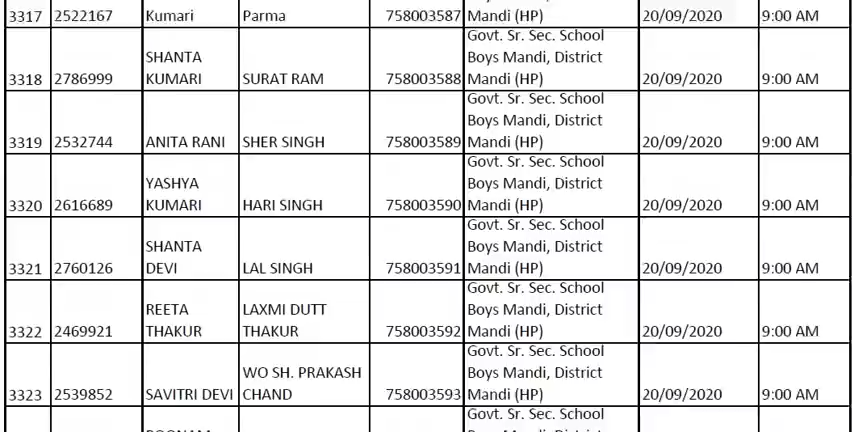 3317 2522167 Kumari Parma 758003587 Mandi (HP) 20/09/2020 9:00 AM
Govt. Sr. Sec. School
SHANTA Boys Mandi, District
3318 2786999 KUMARI SURAT RAM 758003588 Mandi (HP) 20/09/2020 9:00 AM
Govt. Sr. Sec. School
Boys Mandi, District
3319 2532744 ANITA RANI SHER SINGH 758003589 Mandi (HP) 20/09/2020 9:00 AM
Govt. Sr. Sec. School
YASHYA Boys Mandi, District
3320 2616689 KUMARI HARI SINGH 758003590 Mandi (HP) 20/09/2020 9:00 AM
Govt. Sr. Sec. School
SHANTA Boys Mandi, District
3321 2760126 DEVI LAL SINGH 758003591 Mandi (HP) 20/09/2020 9:00 AM
Govt. Sr. Sec. School
REETA LAXMI DUTT Boys Mandi, District
3322 2469921 THAKUR THAKUR 758003592 Mandi (HP) 20/09/2020 9:00 AM
Govt. Sr. Sec. School
WO SH. PRAKASH Boys Mandi, District
3323 2539852 SAVITRI DEVI CHAND 758003593 Mandi (HP) 20/09/2020 9:00 AM
Govt. Sr. Sec. School